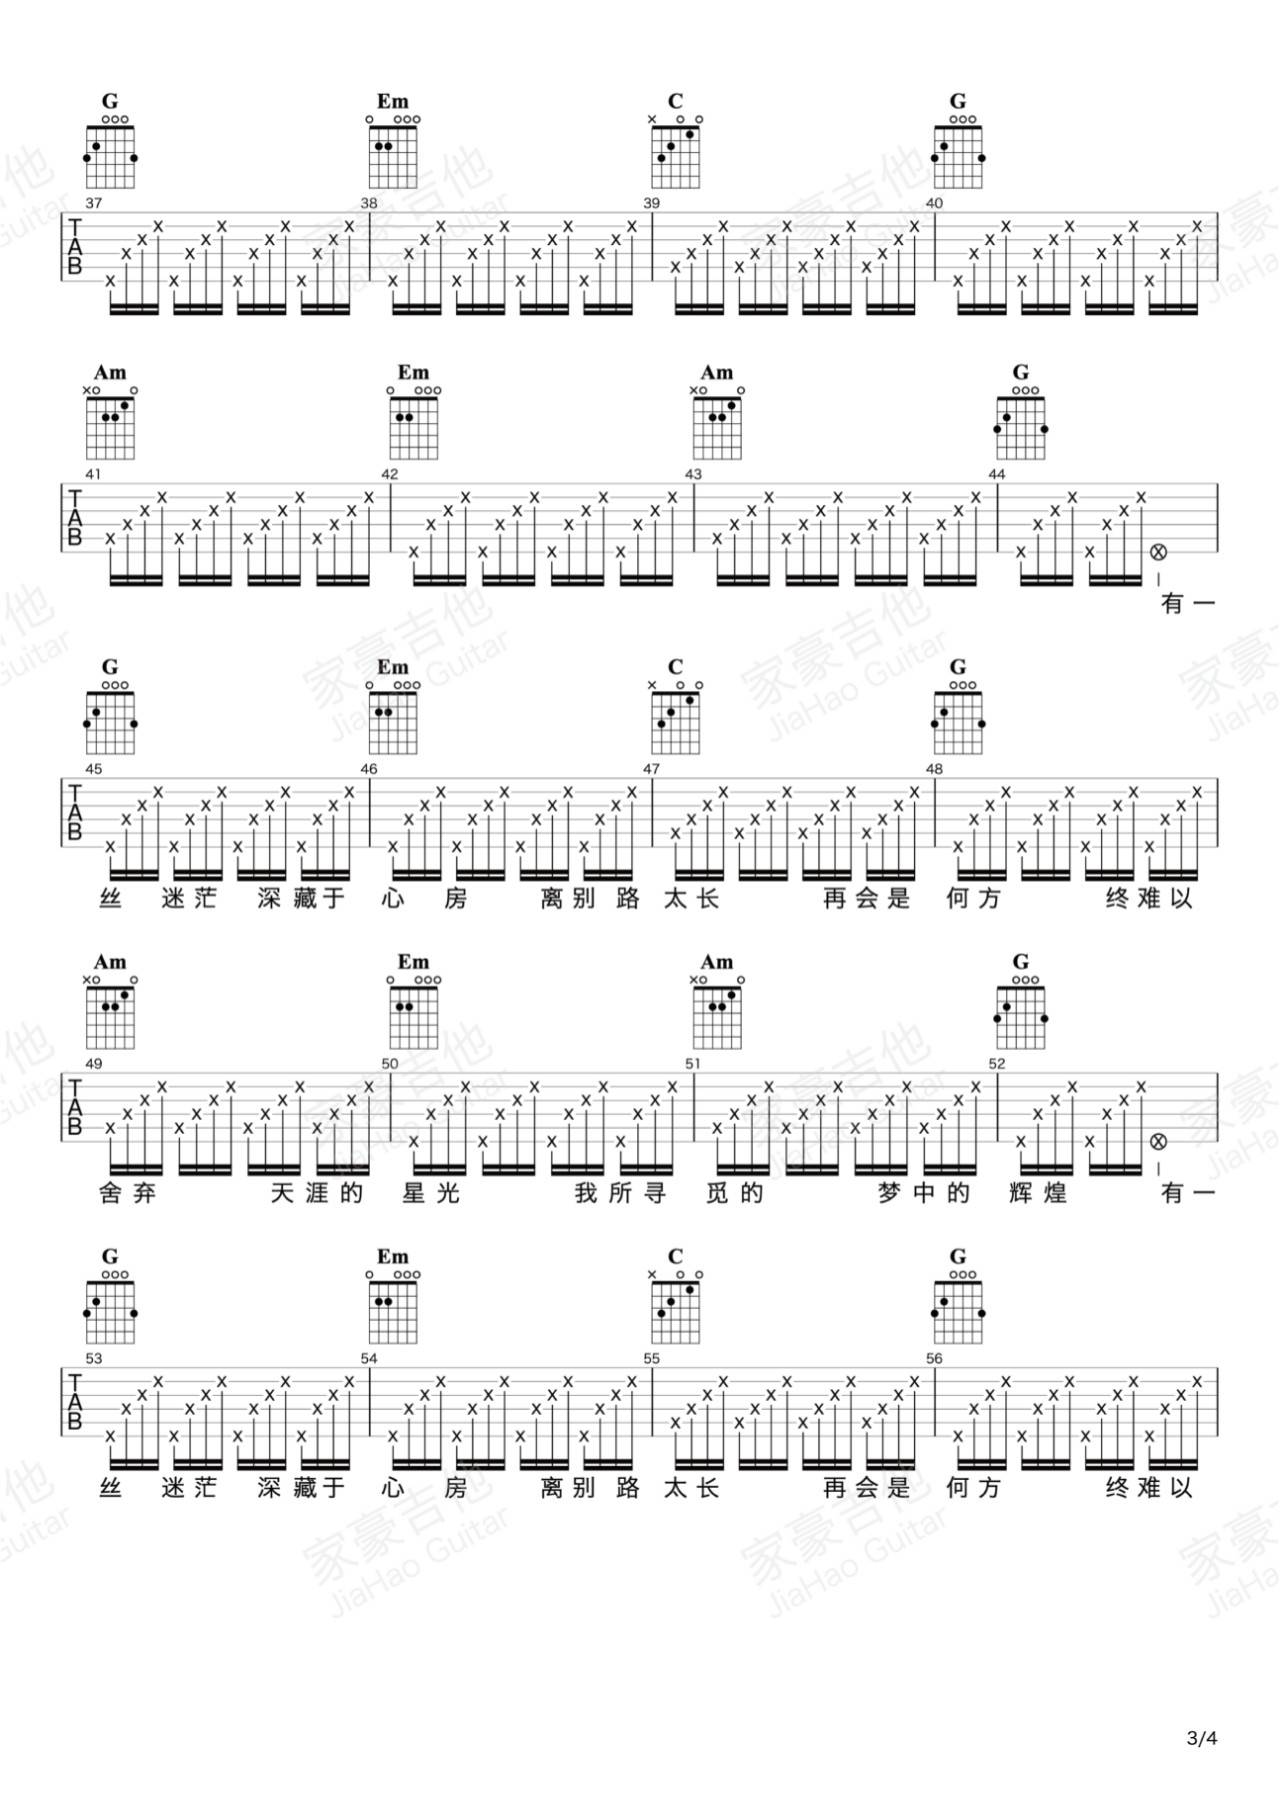 G Em C G
37 38 39 40
TAB
Am Em Am G
41 42 43 44
TAB
有 一
G Em C G
45 46 47 48
TAB
丝 迷 茫 深 藏 于 心 房 离 别 路 太 长 再 会 是 何 方 终 难 以
Am Em Am G
49 50 51 52
TAB
舍 弃 天 涯 的 星 光 我 所 寻 觅 的 梦 中 的 辉 煌 有 一
G Em C G
53 54 55 56
TAB
丝 迷 茫 深 藏 于 心 房 离 别 路 太 长 再 会 是 何 方 终 难 以
家豪吉他
JiaHao Guitar
3/4